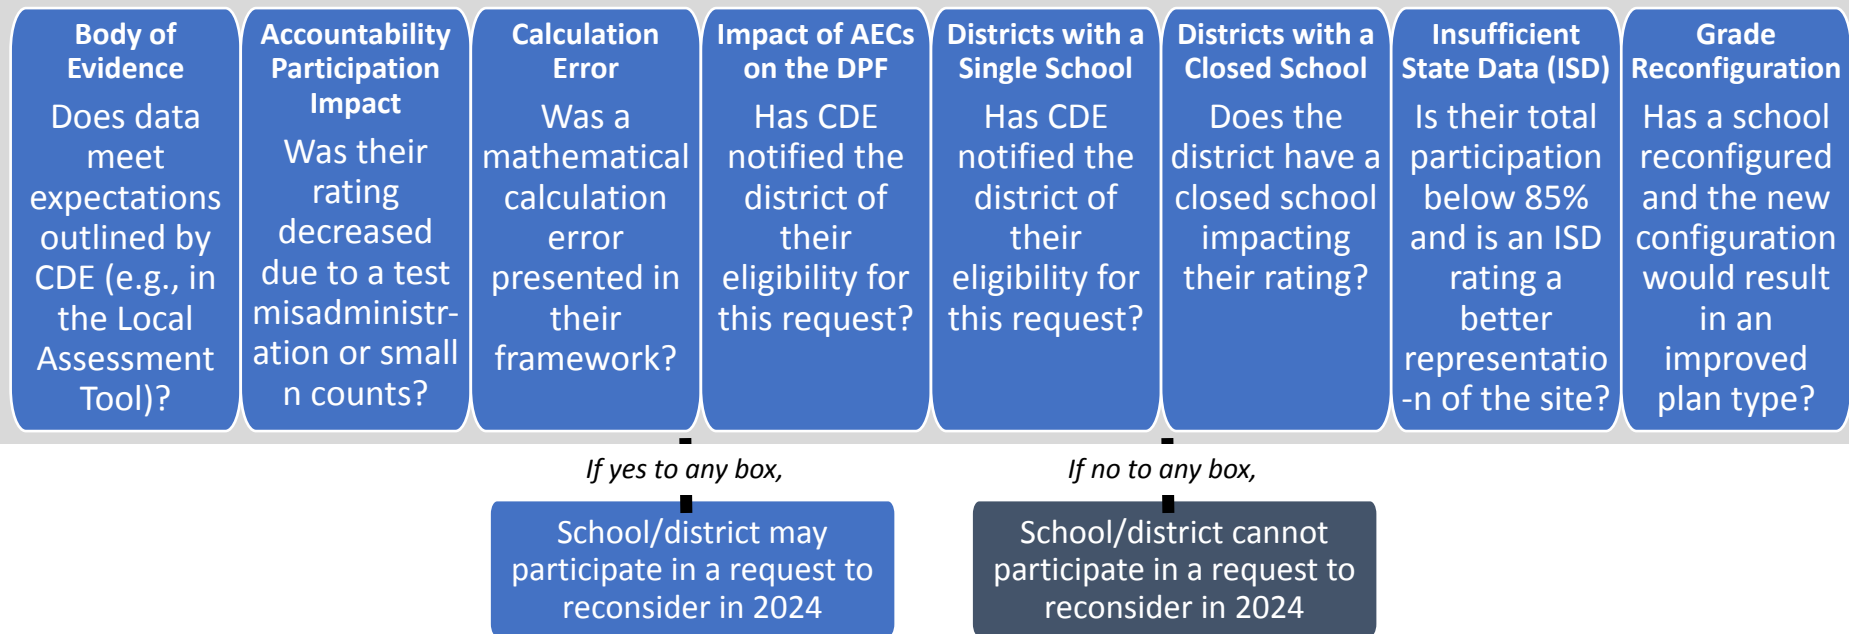 Body of
Evidence
Does data
meet
expectations
outlined by
CDE (e.g., in
the Local
Assessment
Tool)?
Accountability
Participation
Impact
Was their
rating
decreased
due to a test
misadministr-
ation or small
n counts?
Calculation
Error
Was a
mathematical
calculation
error
presented in
their
framework?
Impact of AECs
on the DPF
Has CDE
notified the
district of
their
eligibility for
this request?
Districts with a
Single School
Has CDE
notified the
district of
their
eligibility for
this request?
Districts with a
Closed School
Does the
district have a
closed school
impacting
their rating?
Insufficient
State Data (ISD)
Is their total
participation
below 85%
and is an ISD
rating a
better
representatio
-n of the site?
Grade
Reconfiguration
Has a school
reconfigured
and the new
configuration
would result
in an
improved
plan type?
If yes to any box,
School/district may
participate in a request to
reconsider in 2024
If no to any box,
School/district cannot
participate in a request to
reconsider in 2024